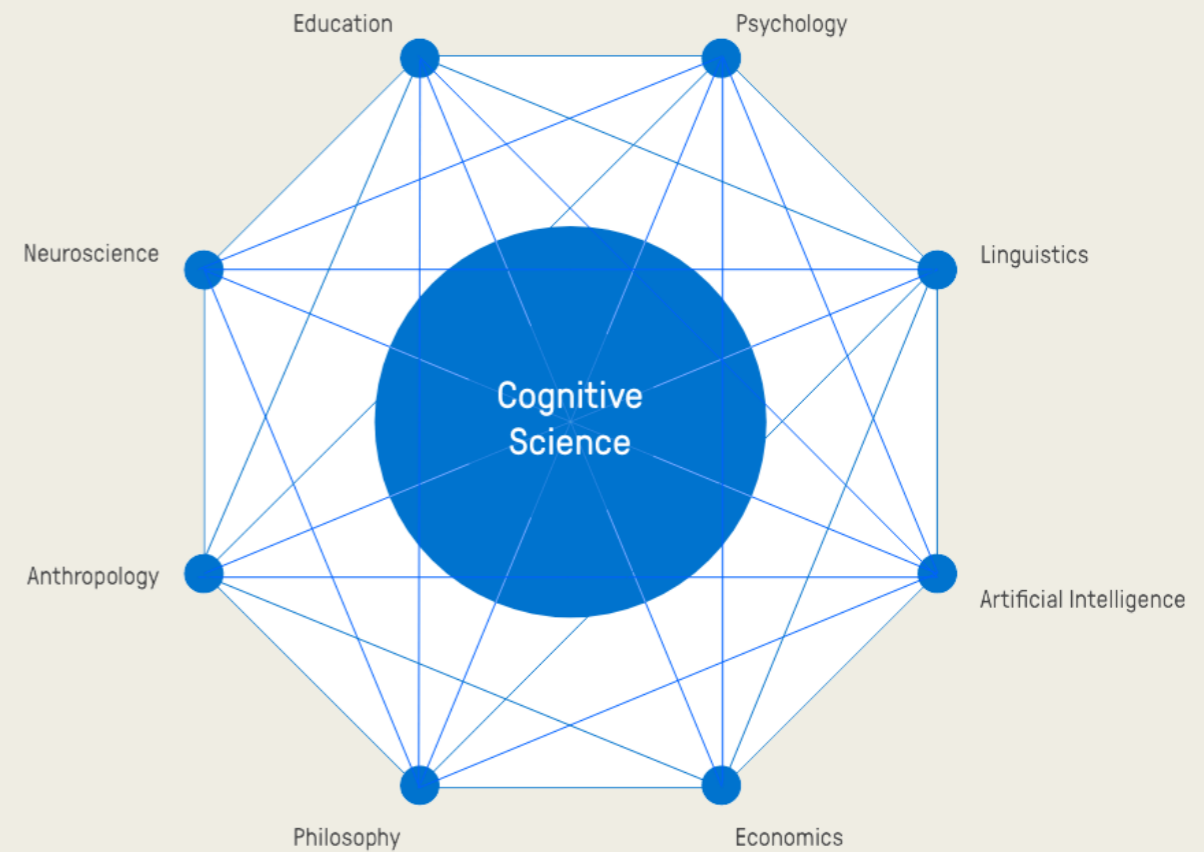 Education
Psychology
Neuroscience
Linguistics
Cognitive
Science
Anthropology
Artificial Intelligence
Philosophy
Economics